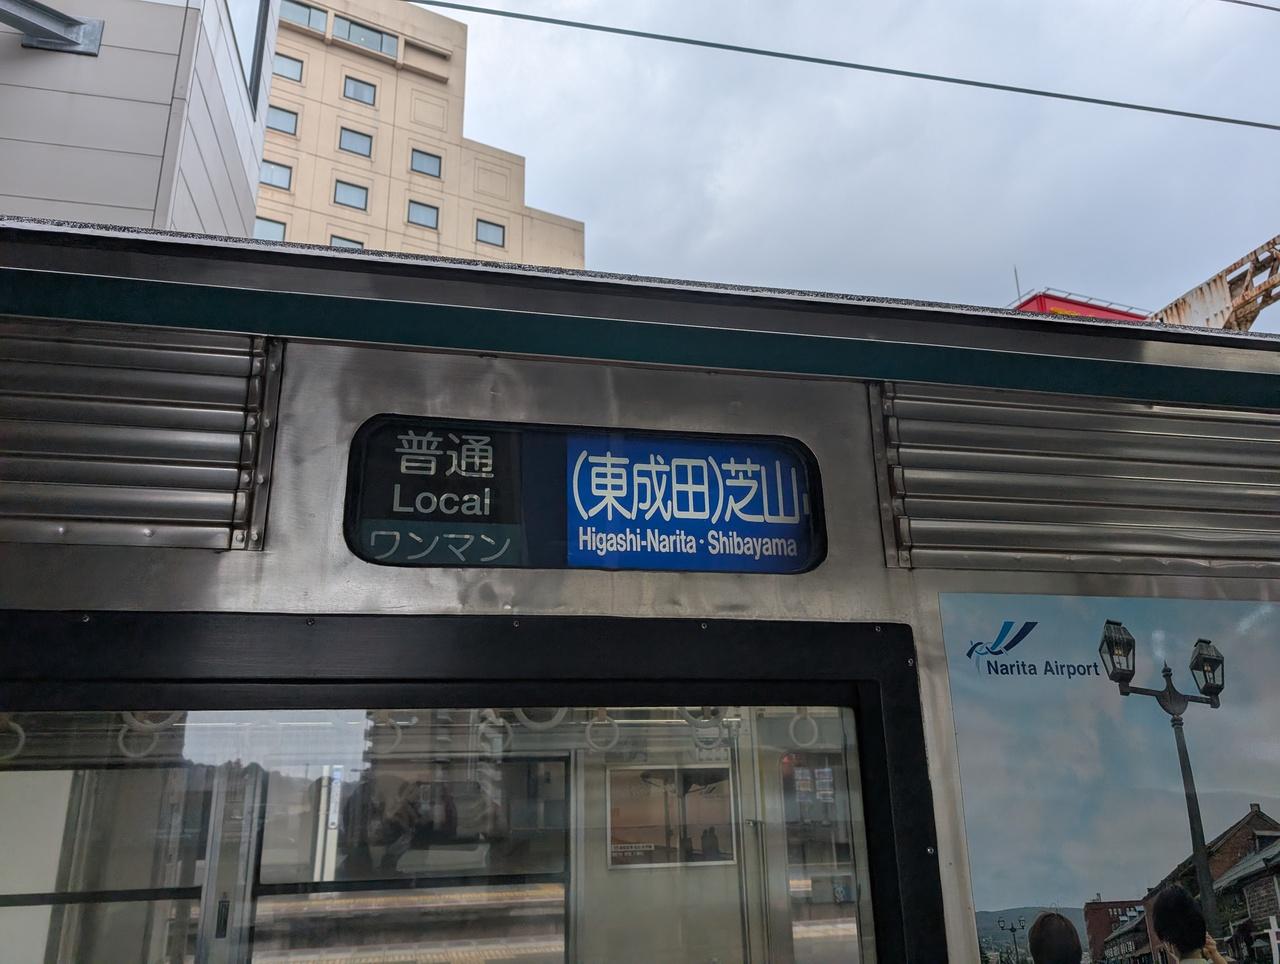 普通
Local
ワンマン
(東成田)芝山
Higashi-Narita・Shibayama
Narita Airport